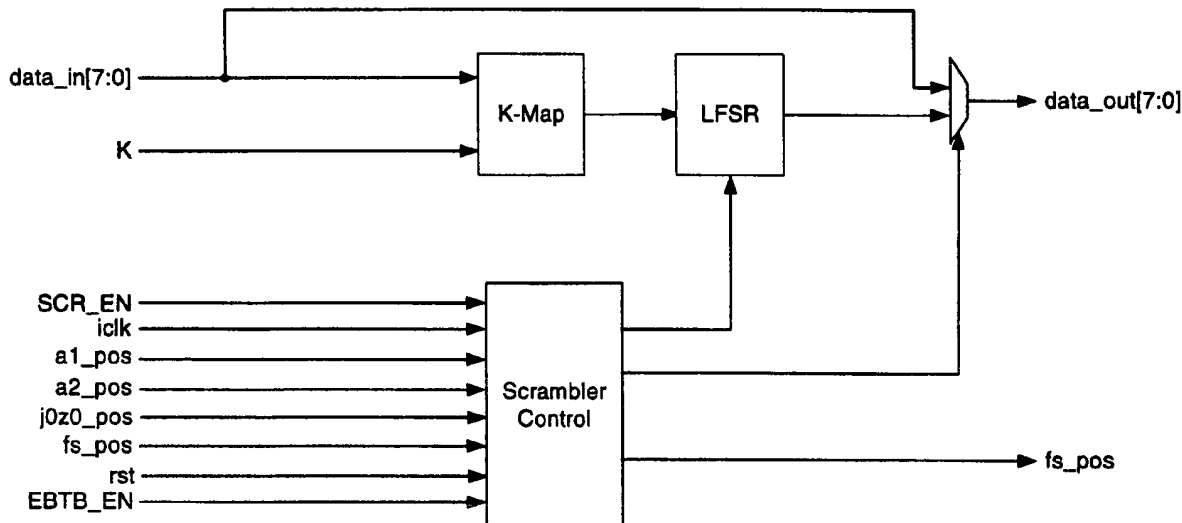 data_in[7:0]
K-Map
LFSR
data_out[7:0]
K
SCR_EN
iclk
a1_pos
a2_pos
j0z0_pos
fs_pos
rst
EBTB_EN
Scrambler
Control
fs_pos